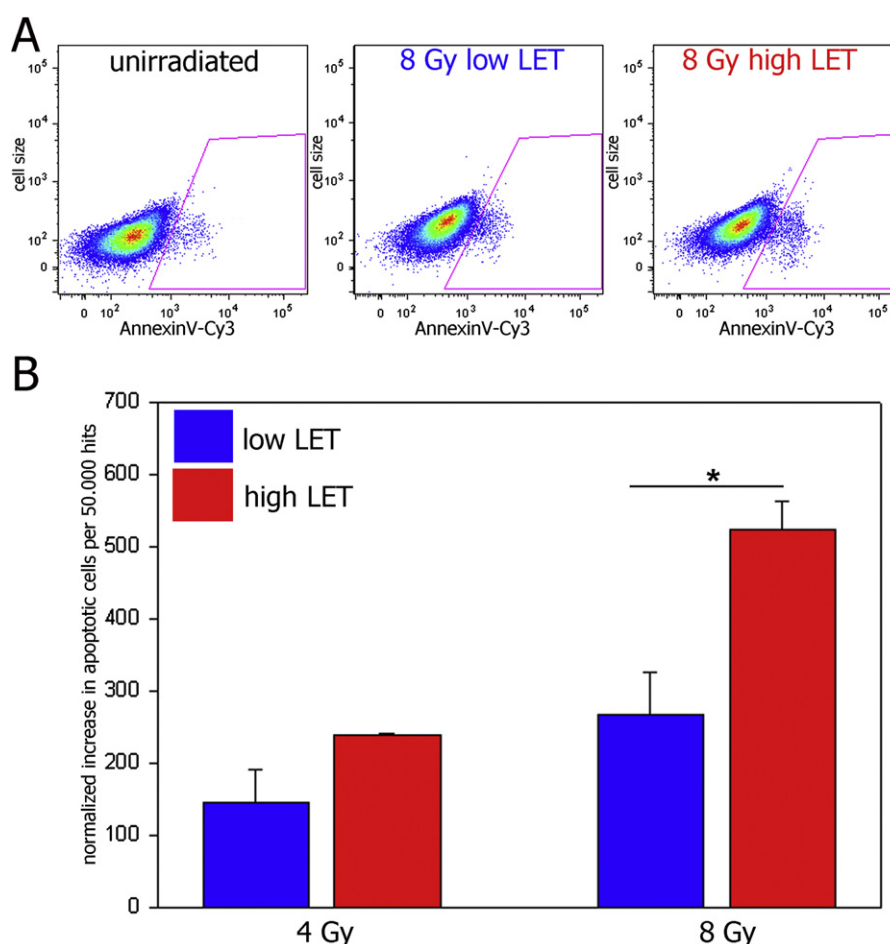 A
unirradiated
8 Gy low LET
8 Gy high LET
cell size
10⁵
10⁴
10³
10²
0
0 10² 10³ 10⁴ 10⁵
AnnexinV-Cy3
cell size
10⁵
10⁴
10³
10²
0
0 10² 10³ 10⁴ 10⁵
AnnexinV-Cy3
cell size
10⁵
10⁴
10³
10²
0
0 10² 10³ 10⁴ 10⁵
AnnexinV-Cy3
B
normalized increase in apoptotic cells per 50.000 hits
700
600
500
400
300
200
100
0
low LET
high LET
*
4 Gy
8 Gy